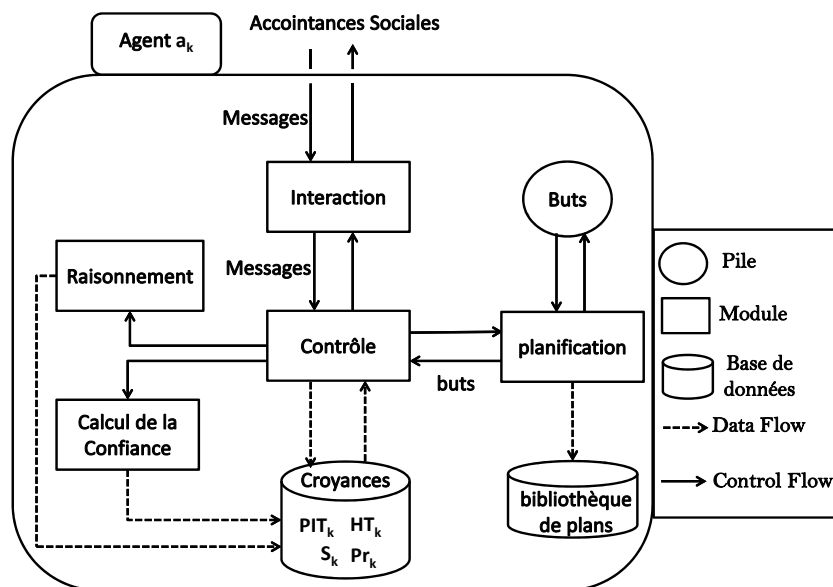 Agent ak
Accointances Sociales
Messages
Interaction
Buts
Messages
Raisonnement
Contrôle
planification
buts
Calcul de la
Confiance
Croyances
PITk HTk
Sk Prk
bibliothèque
de plans
Pile
Module
Base de
données
Data Flow
Control Flow